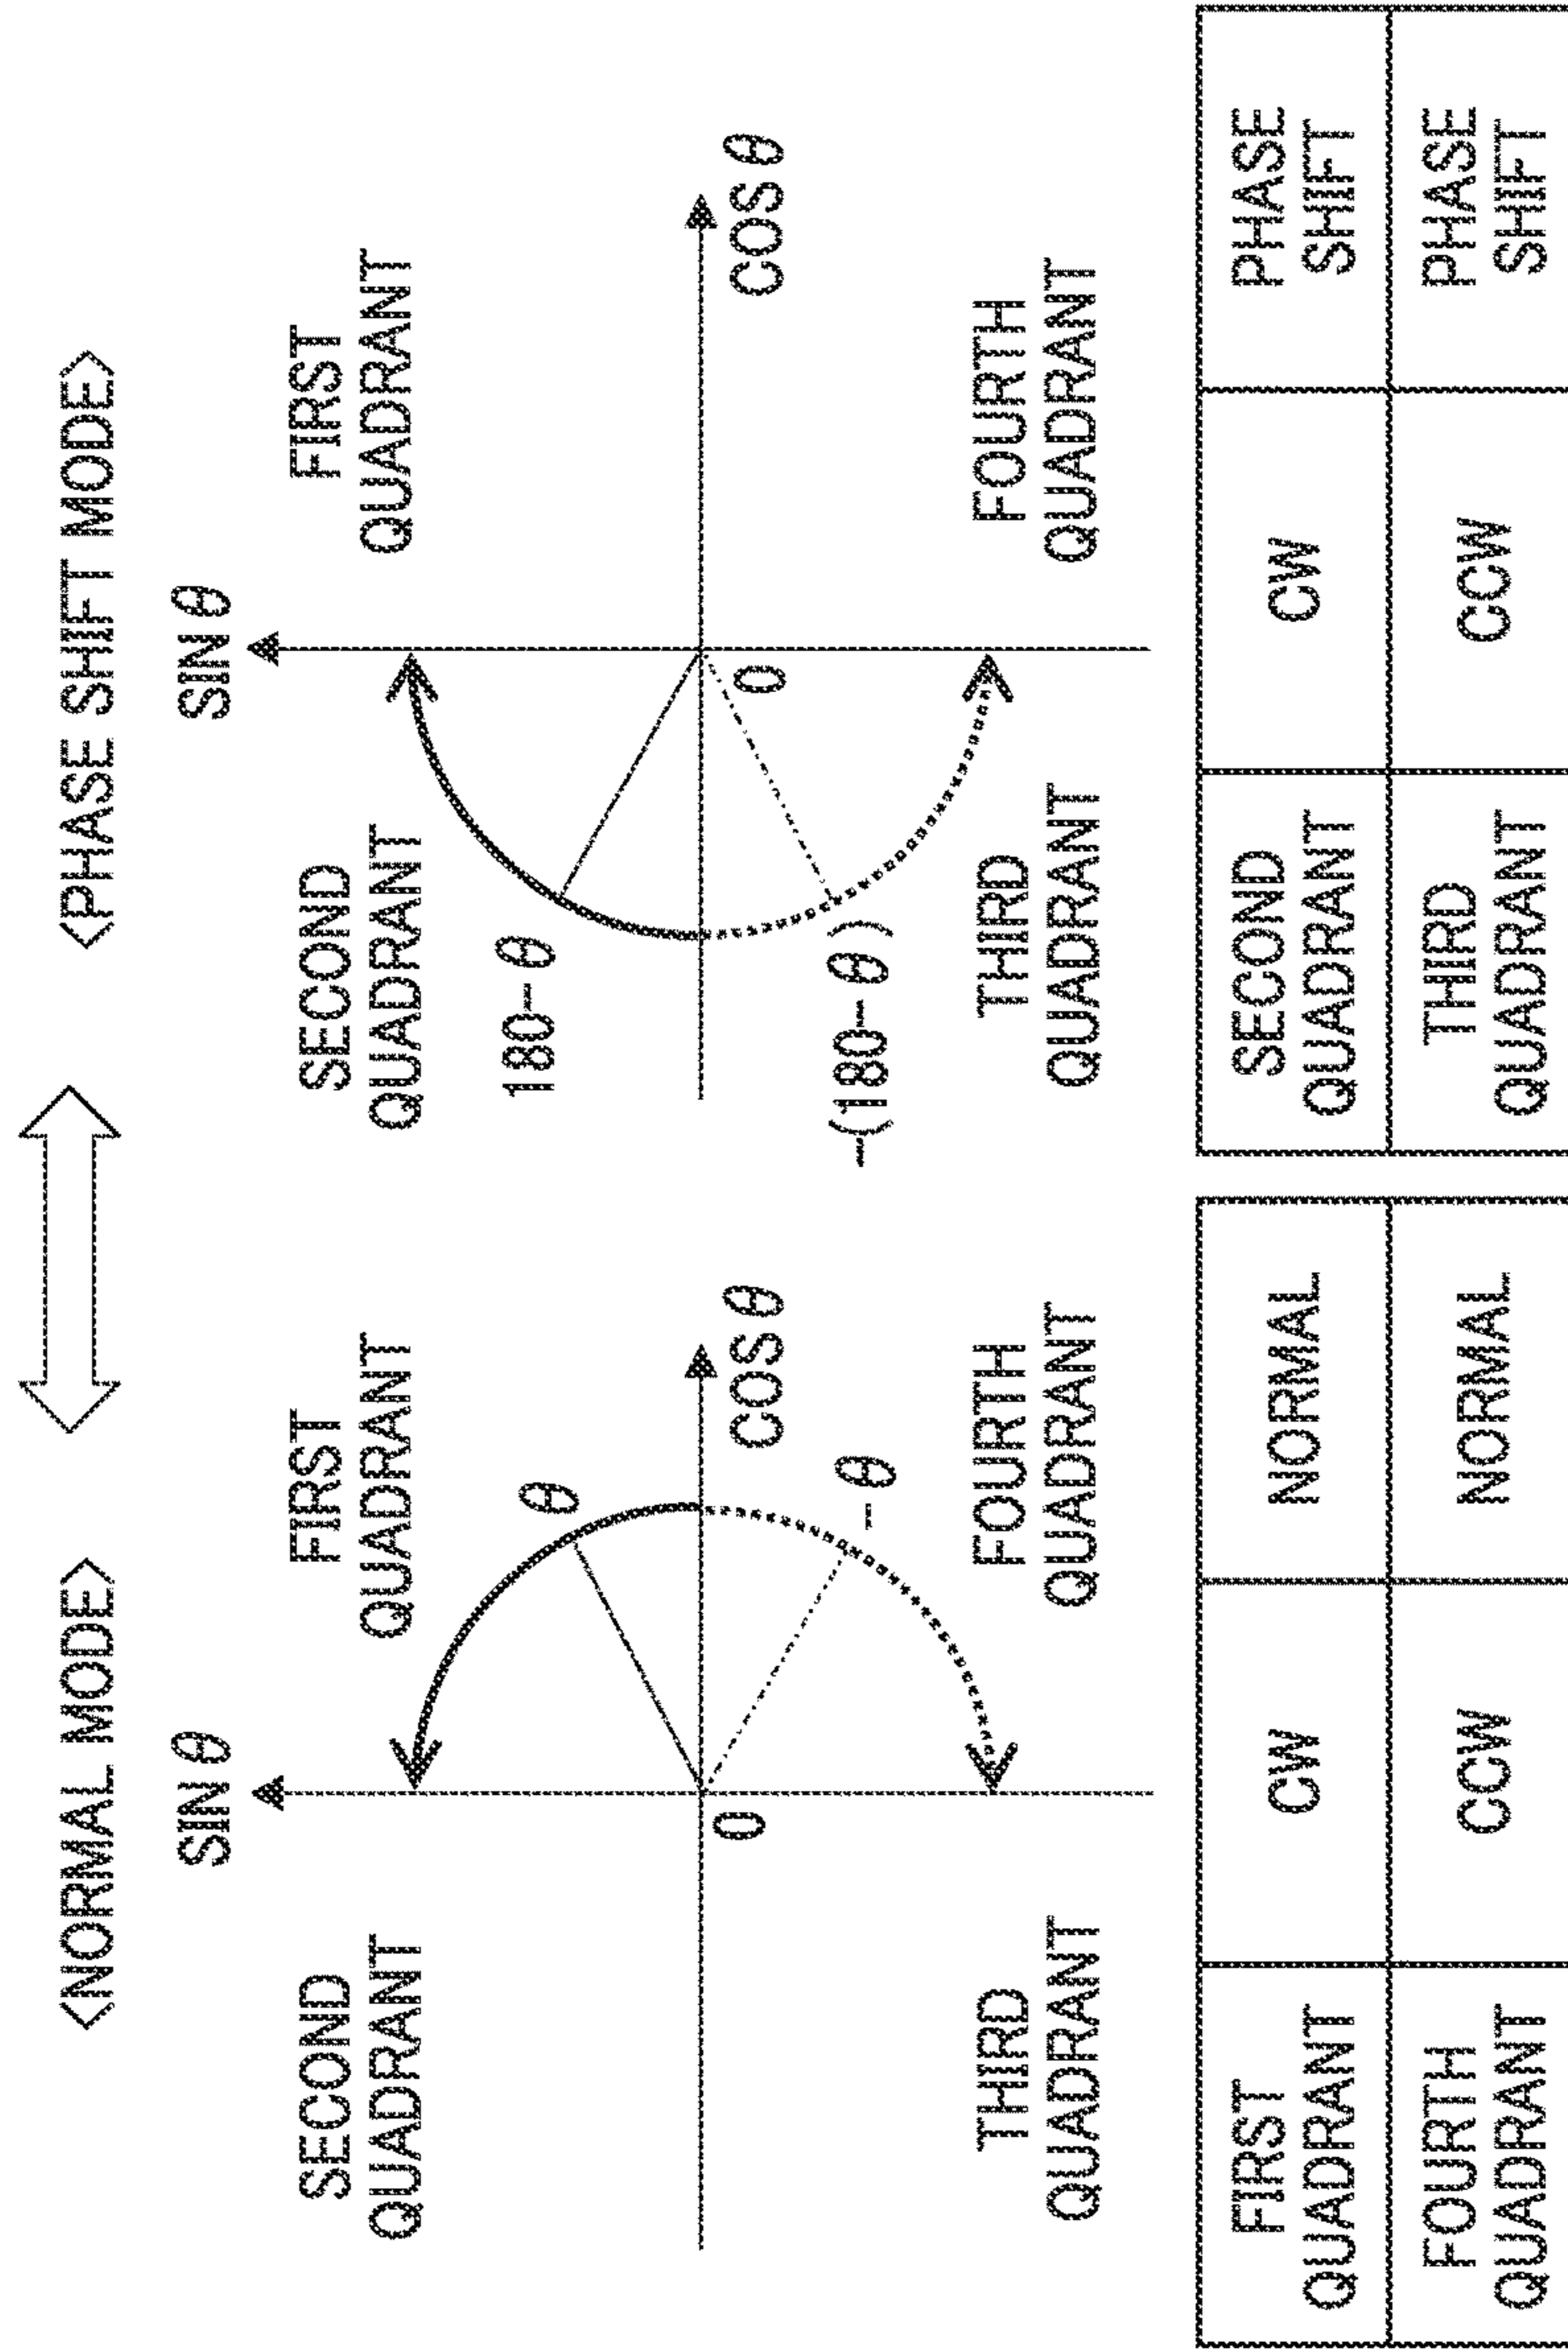 <NORMAL MODE>
<PHASE SHIFT MODE>
SIN θ
SECOND
QUADRANT
FIRST
QUADRANT
θ
0
COS θ
-θ
THIRD
QUADRANT
FOURTH
QUADRANT
SIN θ
SECOND
QUADRANT
FIRST
QUADRANT
180-θ
0
COS θ
-(180-θ)
THIRD
QUADRANT
FOURTH
QUADRANT
FIRST
QUADRANT
CW
NORMAL
FOURTH
QUADRANT
CCW
NORMAL
SECOND
QUADRANT
CW
PHASE
SHIFT
THIRD
QUADRANT
CCW
PHASE
SHIFT